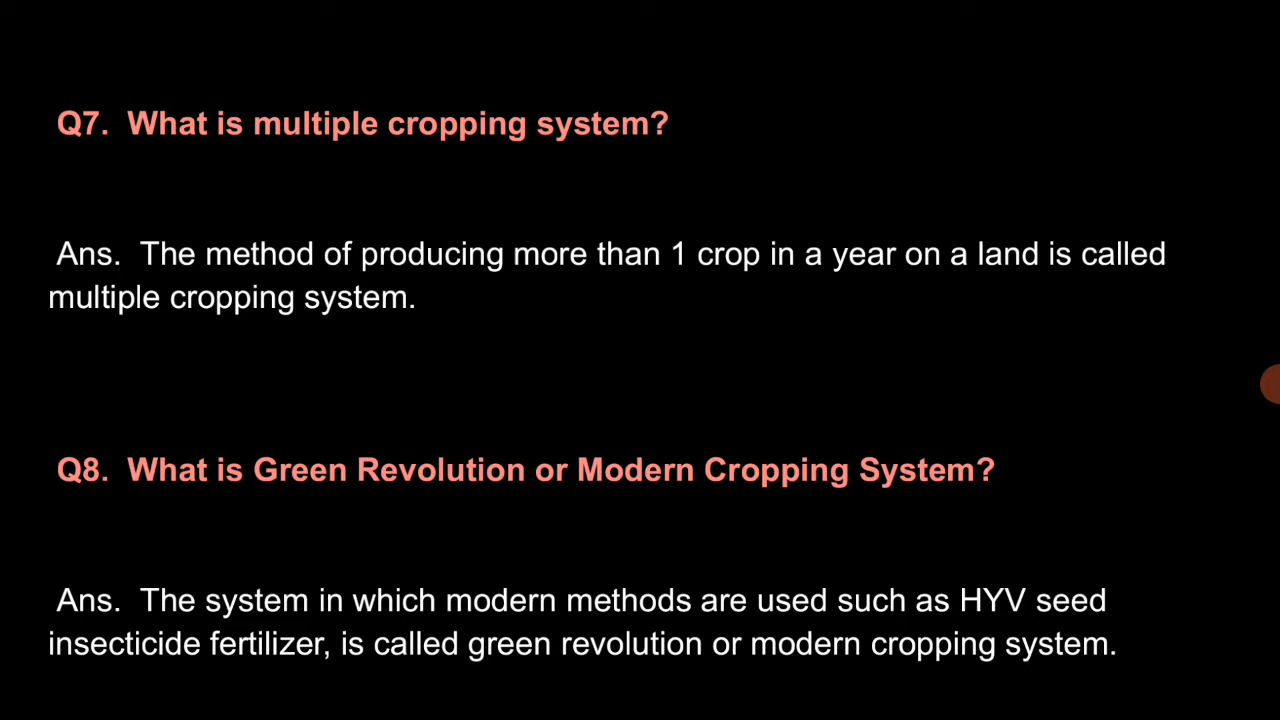 Q7. What is multiple cropping system?
Ans. The method of producing more than 1 crop in a year on a land is called
multiple cropping system.
Q8. What is Green Revolution or Modern Cropping System?
Ans. The system in which modern methods are used such as HYV seed
insecticide fertilizer, is called green revolution or modern cropping system.